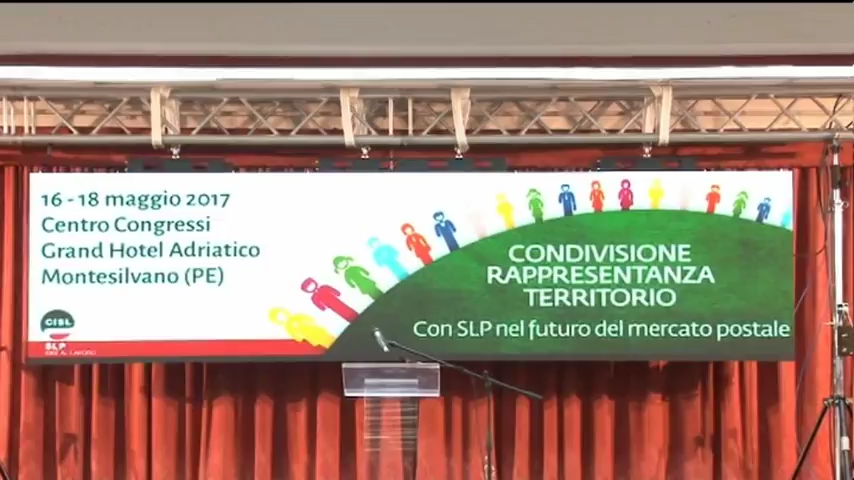 16 - 18 maggio 2017
Centro Congressi
Grand Hotel Adriatico
Montesilvano (PE)
CISL
SLP
CONDIVISIONE
RAPPRESENTANZA
TERRITORIO
Con SLP nel futuro del mercato postale